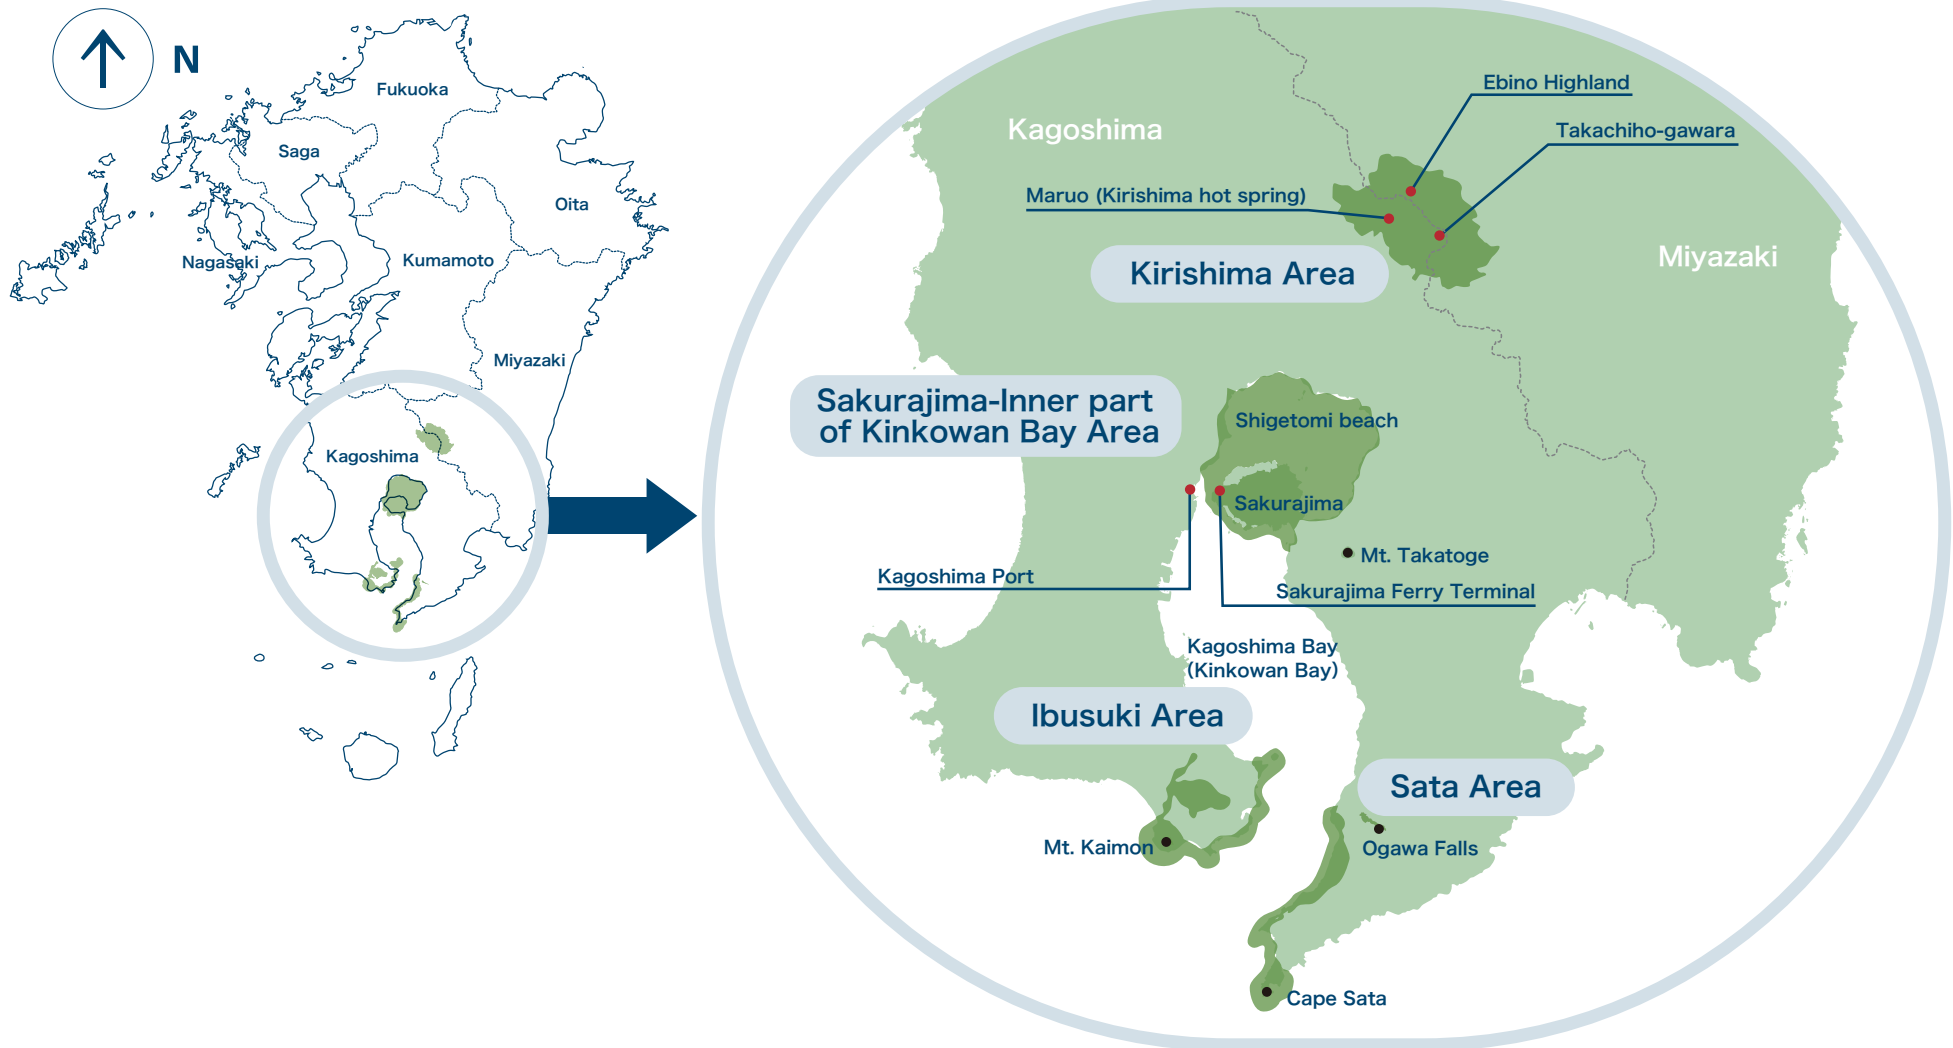 N
Fukuoka
Saga
Oita
Nagasaki
Kumamoto
Miyazaki
Kagoshima
Ebino Highland
Kagoshima
Takachiho-gawara
Maruo (Kirishima hot spring)
Miyazaki
Kirishima Area
Sakurajima-Inner part
of Kinkowan Bay Area
Shigetomi beach
Sakurajima
Mt. Takatoge
Kagoshima Port
Sakurajima Ferry Terminal
Kagoshima Bay
(Kinkowan Bay)
Ibusuki Area
Sata Area
Mt. Kaimon
Ogawa Falls
Cape Sata